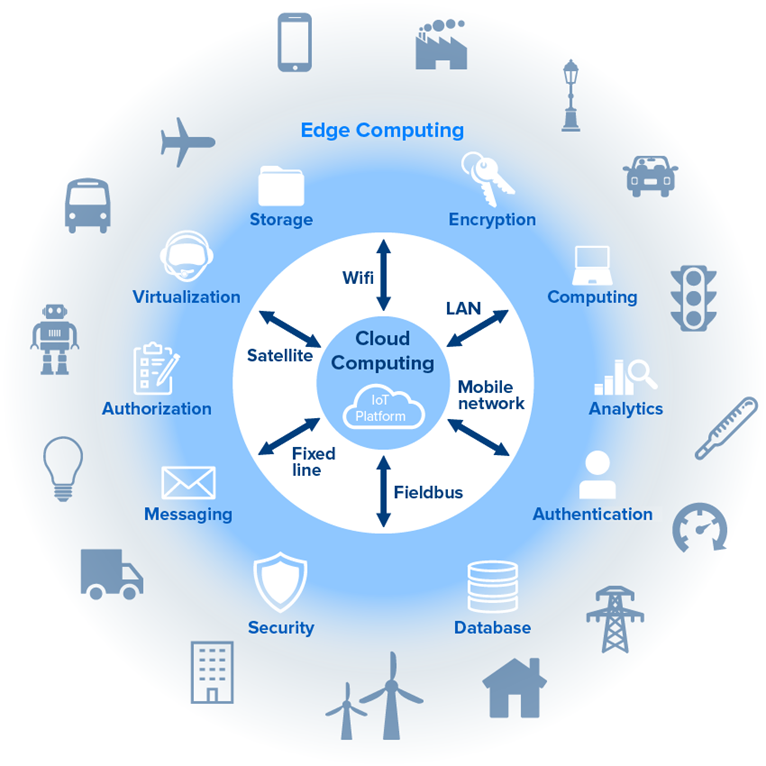 Edge Computing
Storage
Encryption
Virtualization
Computing
Wifi
LAN
Satellite
Cloud
Computing
IoT
Platform
Mobile
network
Authorization
Analytics
Fixed
line
Fieldbus
Messaging
Authentication
Security
Database